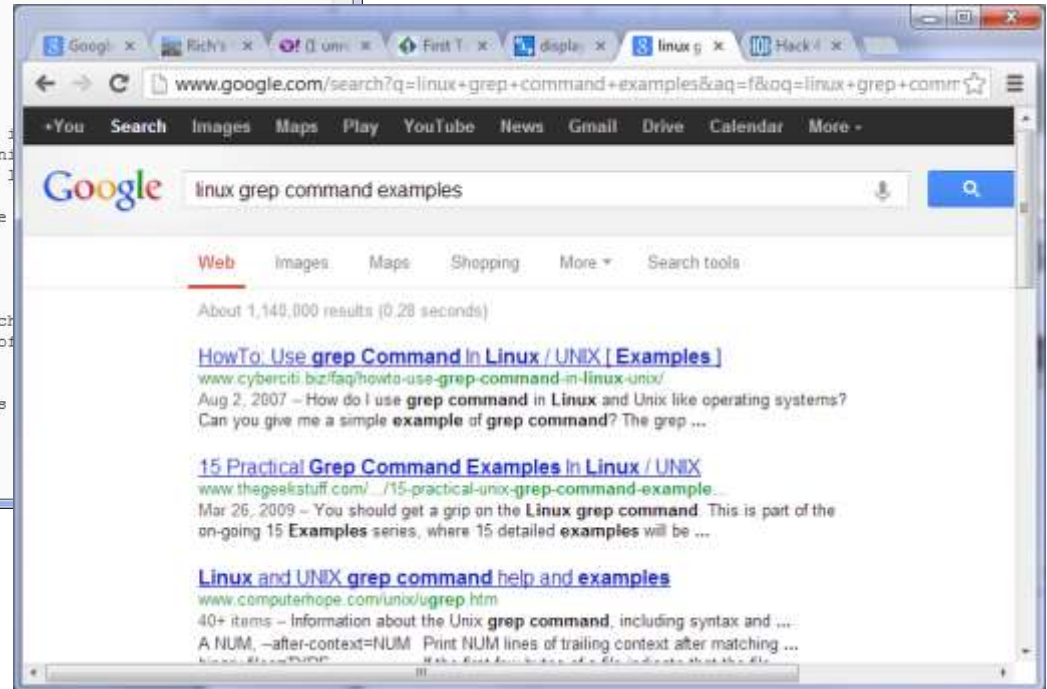 Googl Rich's (1 unr First T displa linux g Hack
www.google.com/search?q=linux+grep+command+examples&aq=f&oq=linux+grep+comm
+You Search Images Maps Play YouTube News Gmail Drive Calendar More
Google linux grep command examples
Web Images Maps Shopping More Search tools
About 1,140,000 results (0.28 seconds)
HowTo: Use grep Command In Linux / UNIX [ Examples ]
www.cyberciti.biz/faq/howto-use-grep-command-in-linux-unix/
Aug 2, 2007 – How do I use grep command in Linux and Unix like operating systems?
Can you give me a simple example of grep command? The grep ...
15 Practical Grep Command Examples In Linux / UNIX
www.thegeekstuff.com/.../15-practical-unix-grep-command-example...
Mar 26, 2009 – You should get a grip on the Linux grep command. This is part of the
on-going 15 Examples series, where 15 detailed examples will be ...
Linux and UNIX grep command help and examples
www.computerhope.com/unix/ugrep.htm
40+ items – Information about the Unix grep command, including syntax and ...
A NUM, --after-context=NUM Print NUM lines of trailing context after matching ...